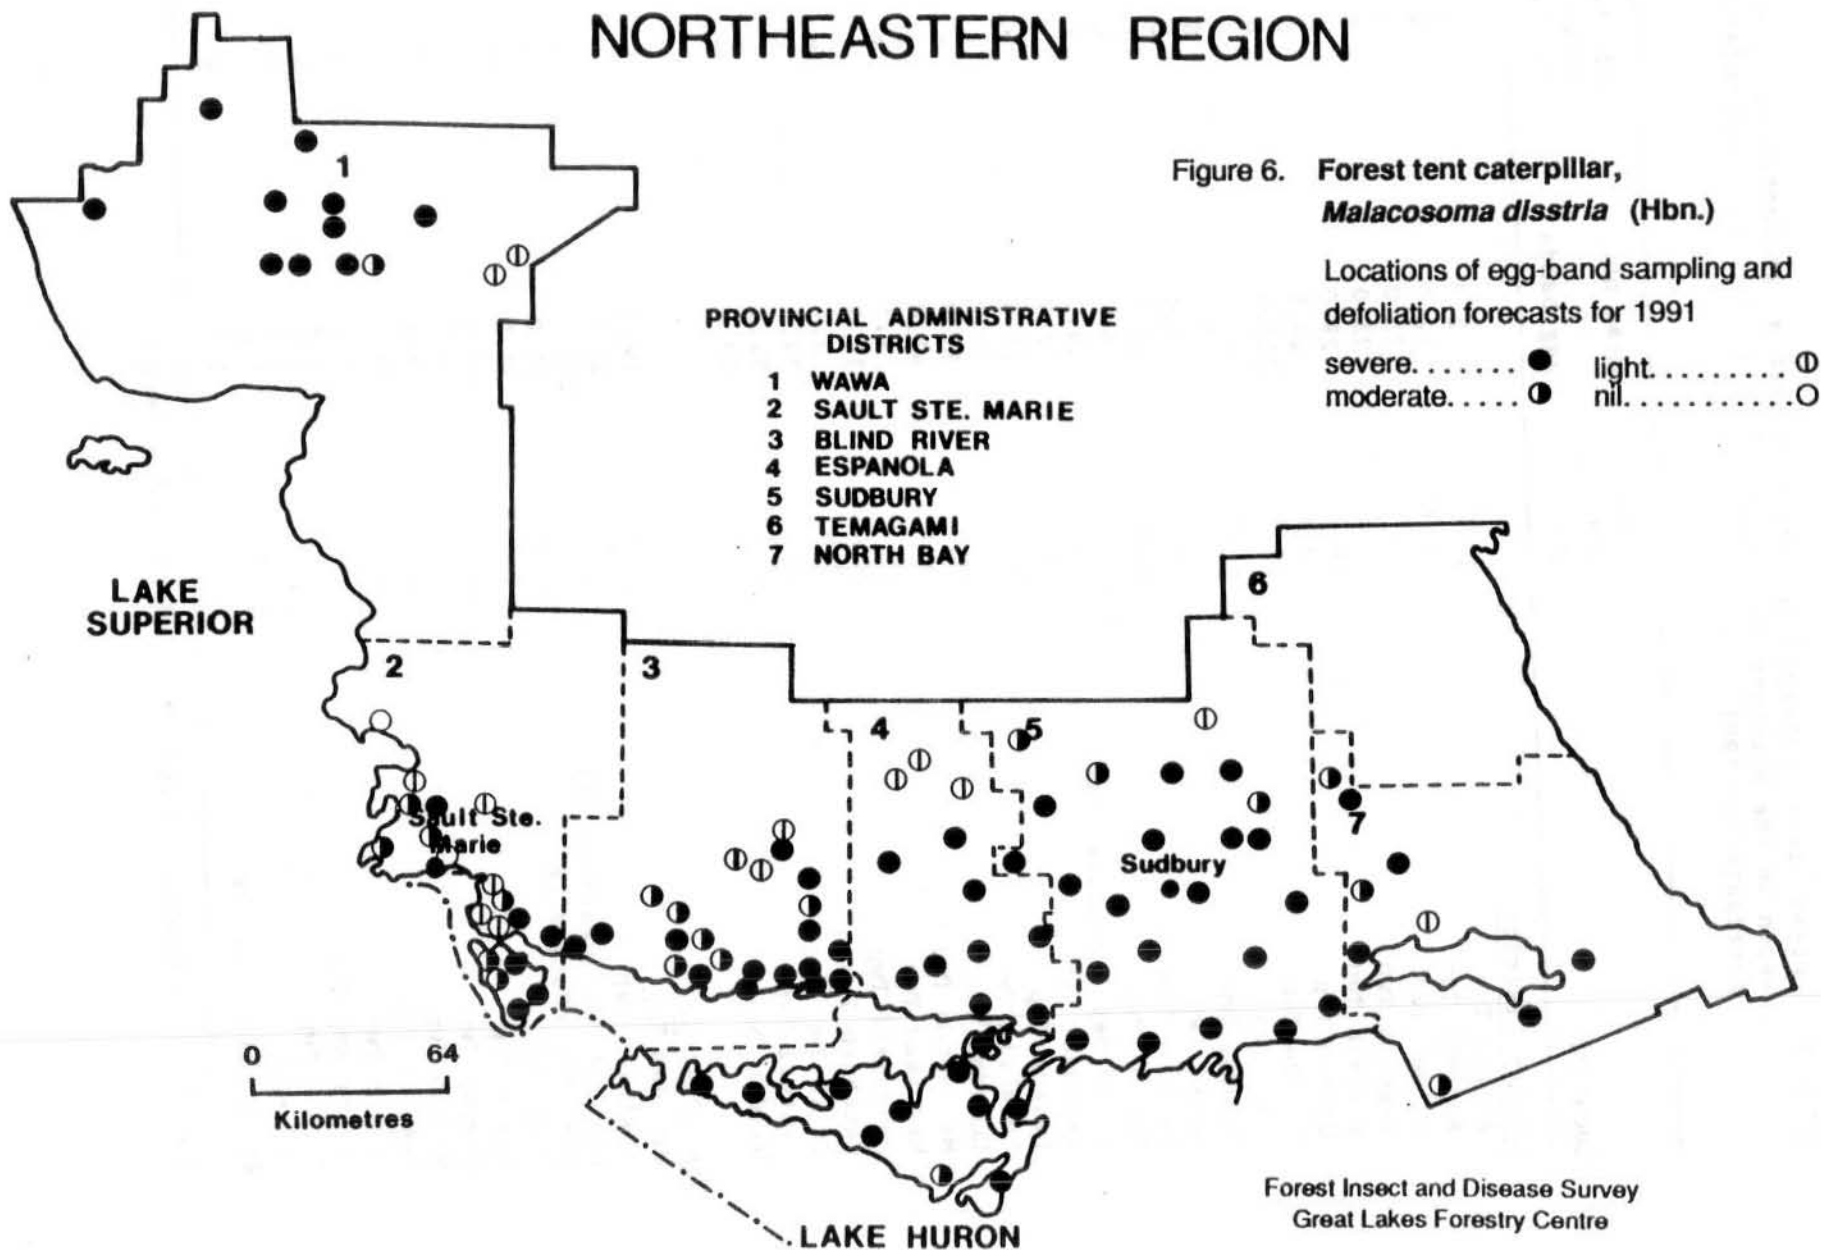 NORTHEASTERN REGION
Figure 6. Forest tent caterpillar,
Malacosoma disstria (Hbn.)
Locations of egg-band sampling and
defoliation forecasts for 1991
severe....... ● light......... ⦶
moderate..... ◑ nil...........○
PROVINCIAL ADMINISTRATIVE
DISTRICTS
1 WAWA
2 SAULT STE. MARIE
3 BLIND RIVER
4 ESPANOLA
5 SUDBURY
6 TEMAGAMI
7 NORTH BAY
1
6
LAKE
SUPERIOR
2
3
4
5
Sault Ste.
Marie
7
Sudbury
0 64
Kilometres
LAKE HURON
Forest Insect and Disease Survey
Great Lakes Forestry Centre